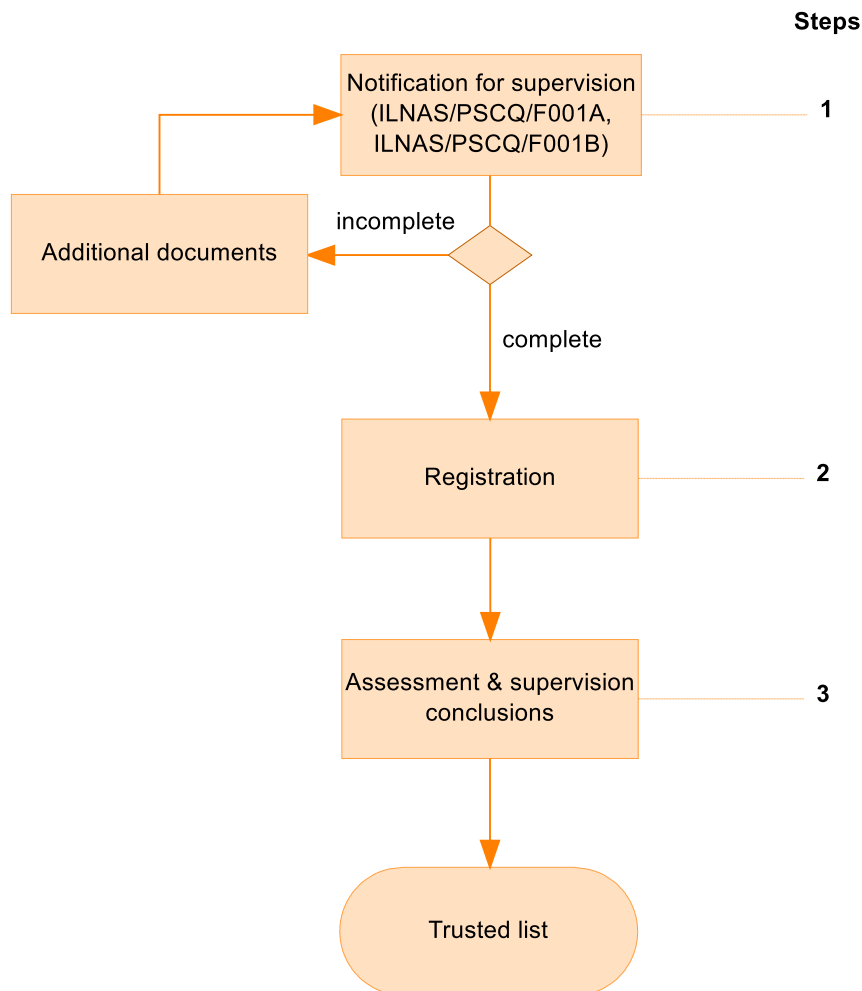 Steps
Notification for supervision
(ILNAS/PSCQ/F001A,
ILNAS/PSCQ/F001B)
1
incomplete
Additional documents
complete
Registration
2
Assessment & supervision
conclusions
3
Trusted list